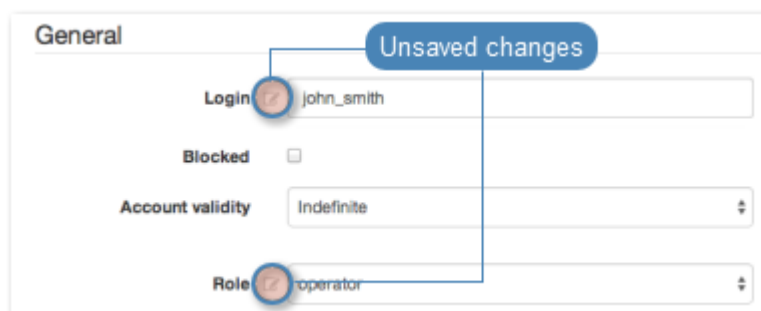 General
Unsaved changes
Login john_smith
Blocked
Account validity Indefinite
Role operator